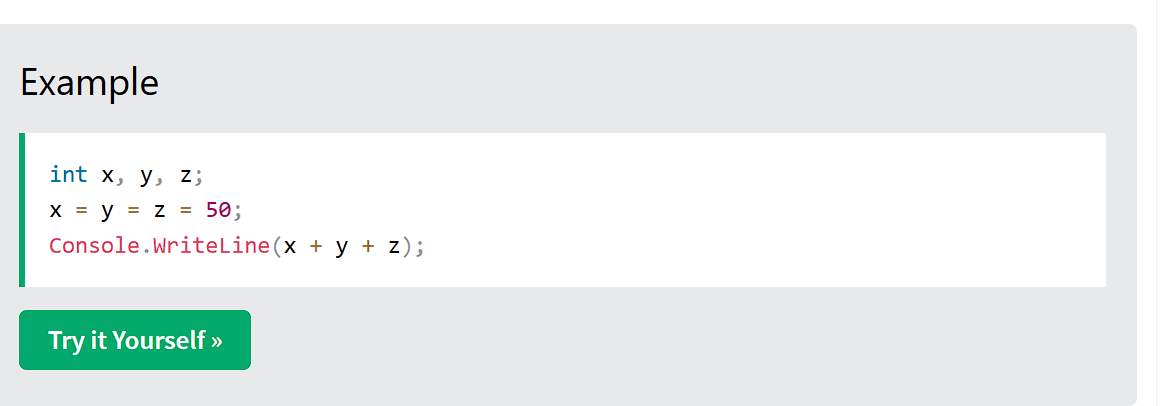 Example
int x, y, z;
x = y = z = 50;
Console.WriteLine(x + y + z);
Try it Yourself »